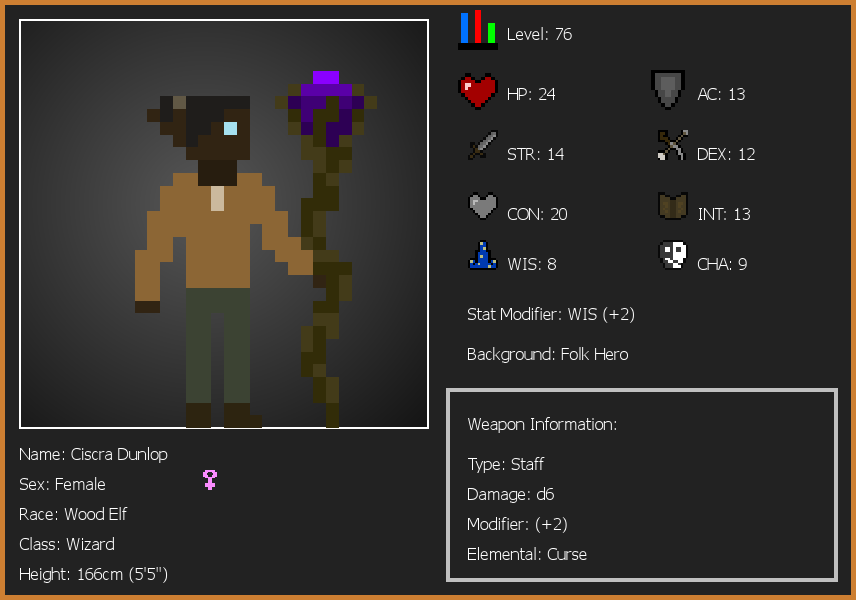 Level: 76
HP: 24
AC: 13
STR: 14
DEX: 12
CON: 20
INT: 13
WIS: 8
CHA: 9
Stat Modifier: WIS (+2)
Background: Folk Hero
Weapon Information:
Type: Staff
Damage: d6
Modifier: (+2)
Elemental: Curse
Name: Ciscra Dunlop
Sex: Female
Race: Wood Elf
Class: Wizard
Height: 166cm (5'5")